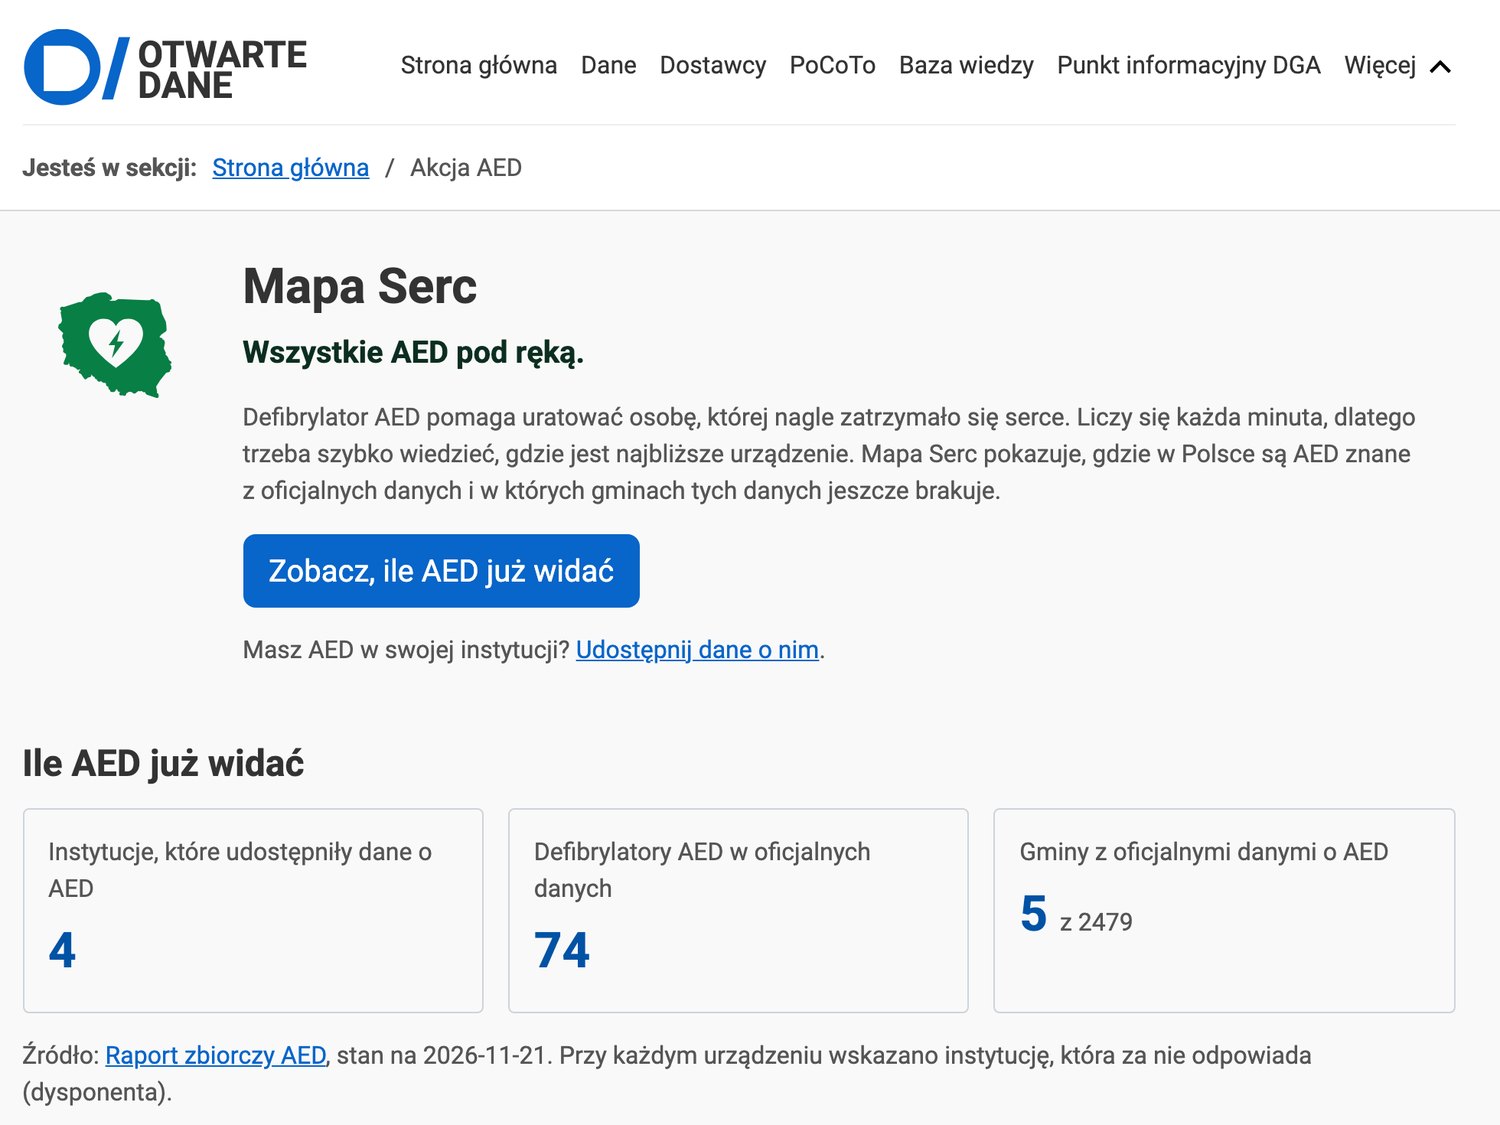 OTWARTE
DANE
Strona główna Dane Dostawcy PoCoTo Baza wiedzy Punkt informacyjny DGA Więcej
Jesteś w sekcji: Strona główna / Akcja AED
Mapa Serc
Wszystkie AED pod ręką.
Defibrylator AED pomaga uratować osobę, której nagle zatrzymało się serce. Liczy się każda minuta, dlatego
trzeba szybko wiedzieć, gdzie jest najbliższe urządzenie. Mapa Serc pokazuje, gdzie w Polsce są AED znane
z oficjalnych danych i w których gminach tych danych jeszcze brakuje.
Zobacz, ile AED już widać
Masz AED w swojej instytucji? Udostępnij dane o nim.
Ile AED już widać
Instytucje, które udostępniły dane o
AED
4
Defibrylatory AED w oficjalnych
danych
74
Gminy z oficjalnymi danymi o AED
5 z 2479
Źródło: Raport zbiorczy AED, stan na 2026-11-21. Przy każdym urządzeniu wskazano instytucję, która za nie odpowiada
(dysponenta).